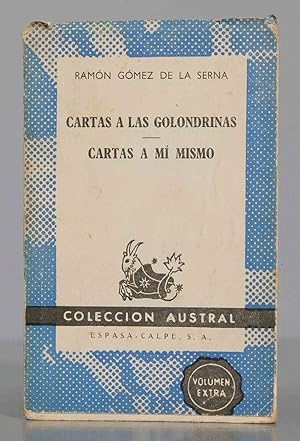 RAMÓN GÓMEZ DE LA SERNA
CARTAS A LAS GOLONDRINAS
CARTAS A MÍ MISMO
COLECCION AUSTRAL
ESPASA-CALPE, S. A.
VOLUMEN
EXTRA